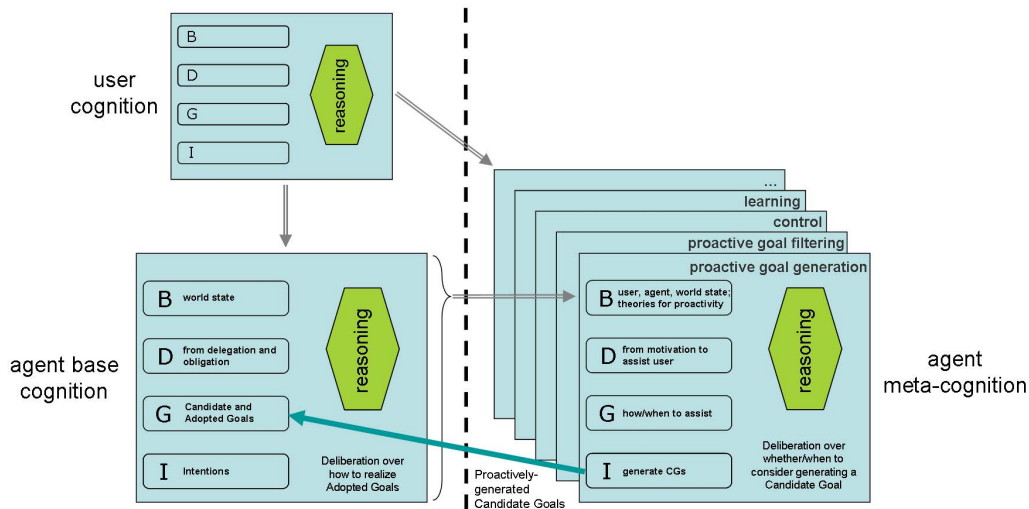 user
cognition
B
D
G
I
reasoning
...
learning
control
proactive goal filtering
proactive goal generation
agent base
cognition
B world state
D from delegation and
obligation
G Candidate and
Adopted Goals
I Intentions
reasoning
Deliberation over
how to realize
Adopted Goals
Proactively-
generated
Candidate Goals
B user, agent, world state;
theories for proactivity
D from motivation to
assist user
G how/when to assist
I generate CGs
reasoning
Deliberation over
whether/when to
consider generating a
Candidate Goal
agent
meta-cognition